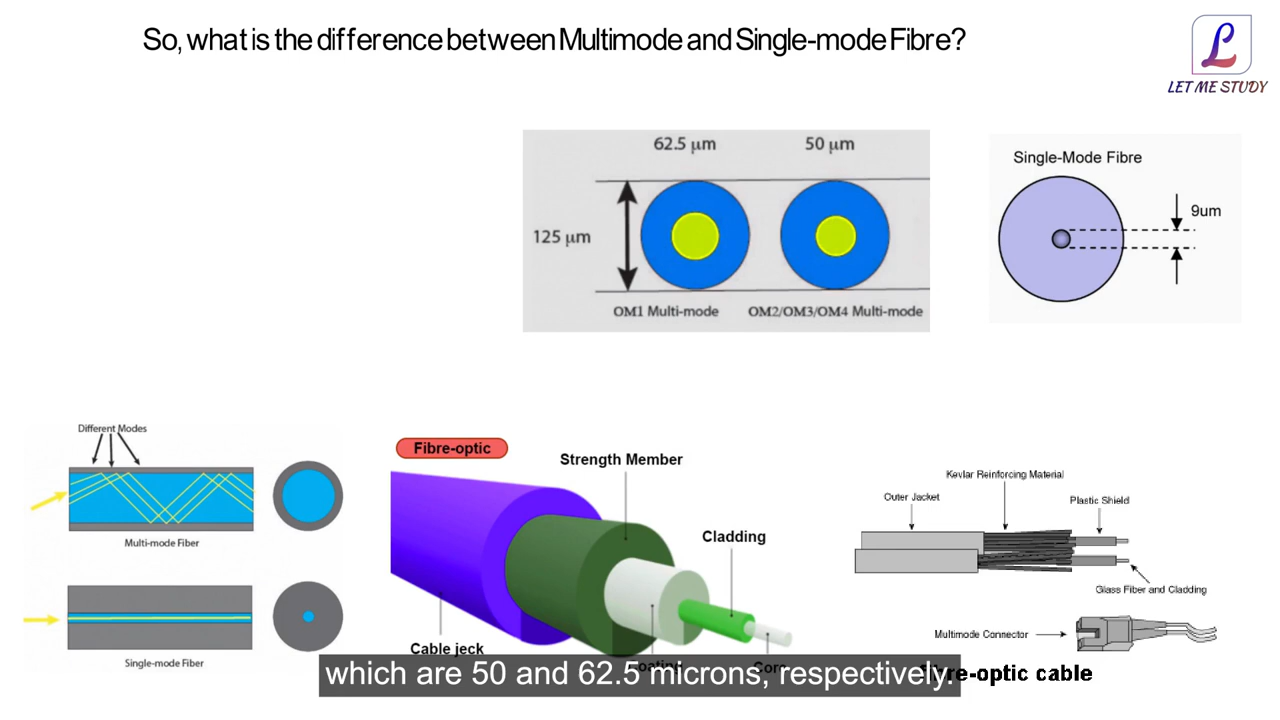 So, what is the difference between Multimode and Single-mode Fibre?
LET ME STUDY
62.5 µm
50 µm
125 µm
OM1 Multi-mode
OM2/OM3/OM4 Multi-mode
Single-Mode Fibre
9um
Different Modes
Multi-mode Fiber
Single-mode Fiber
Fibre-optic
Strength Member
Cladding
Cable jeck
Kevlar Reinforcing Material
Outer Jacket
Plastic Shield
Glass Fiber and Cladding
Multimode Connector
which are 50 and 62.5 microns, respectively.
re-optic cable